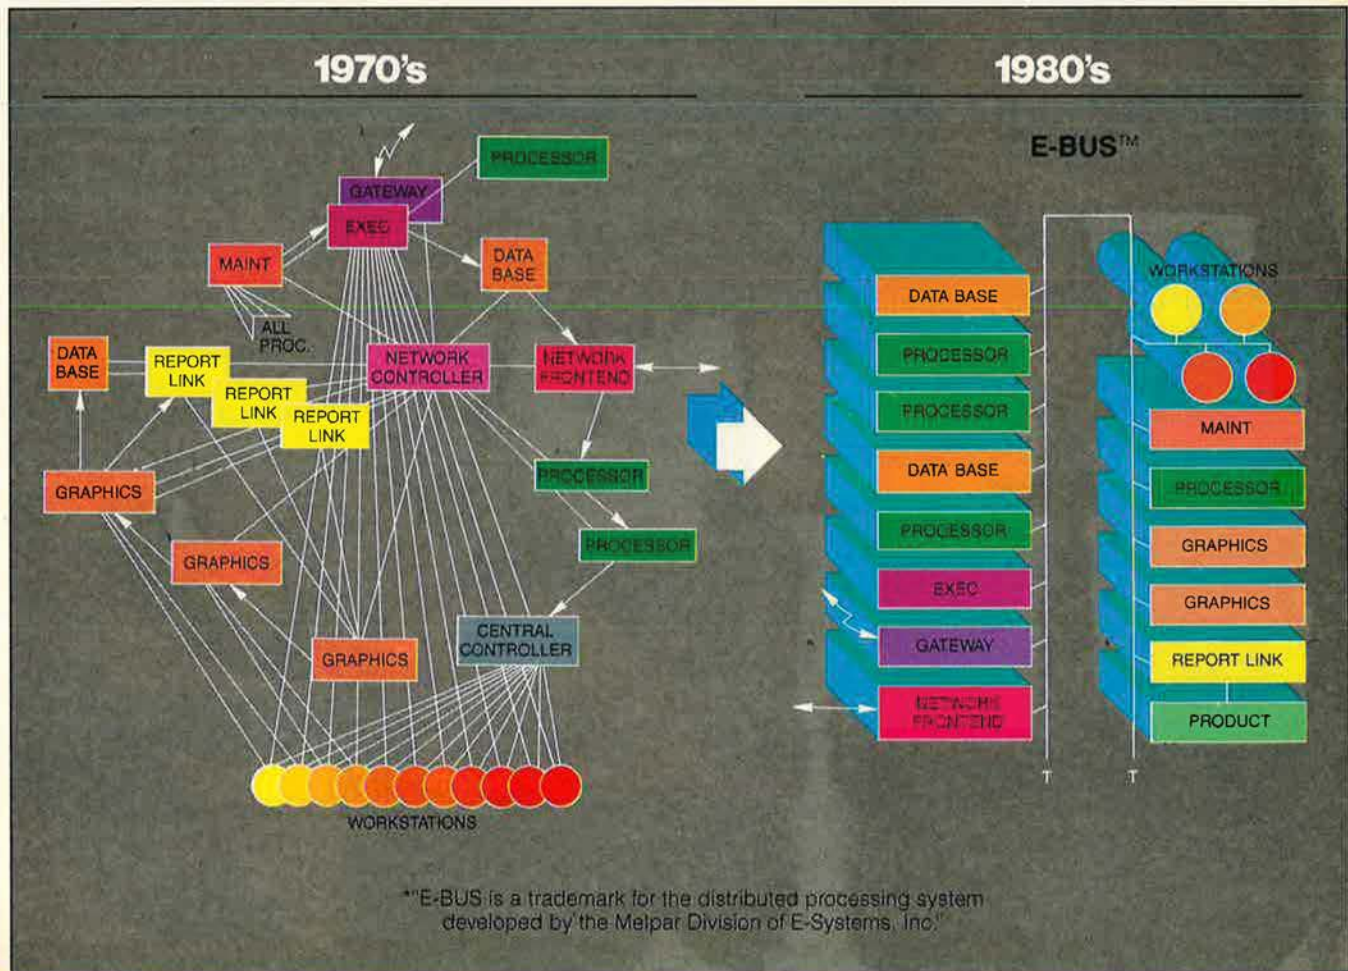 1970's
PROCESSOR
GATEWAY
EXEC
MAINT
DATA
BASE
ALL
PROC.
DATA
BASE
REPORT
LINK
REPORT
LINK
REPORT
LINK
NETWORK
CONTROLLER
NETWORK
FRONTEND
GRAPHICS
PROCESSOR
GRAPHICS
PROCESSOR
CENTRAL
CONTROLLER
GRAPHICS
WORKSTATIONS
1980's
E-BUS™
DATA BASE
PROCESSOR
PROCESSOR
DATA BASE
PROCESSOR
EXEC
GATEWAY
NETWORK
FRONTEND
T
T
WORKSTATIONS
MAINT
PROCESSOR
GRAPHICS
GRAPHICS
REPORT LINK
PRODUCT
*"E-BUS is a trademark for the distributed processing system
developed by the Melpar Division of E-Systems, Inc."